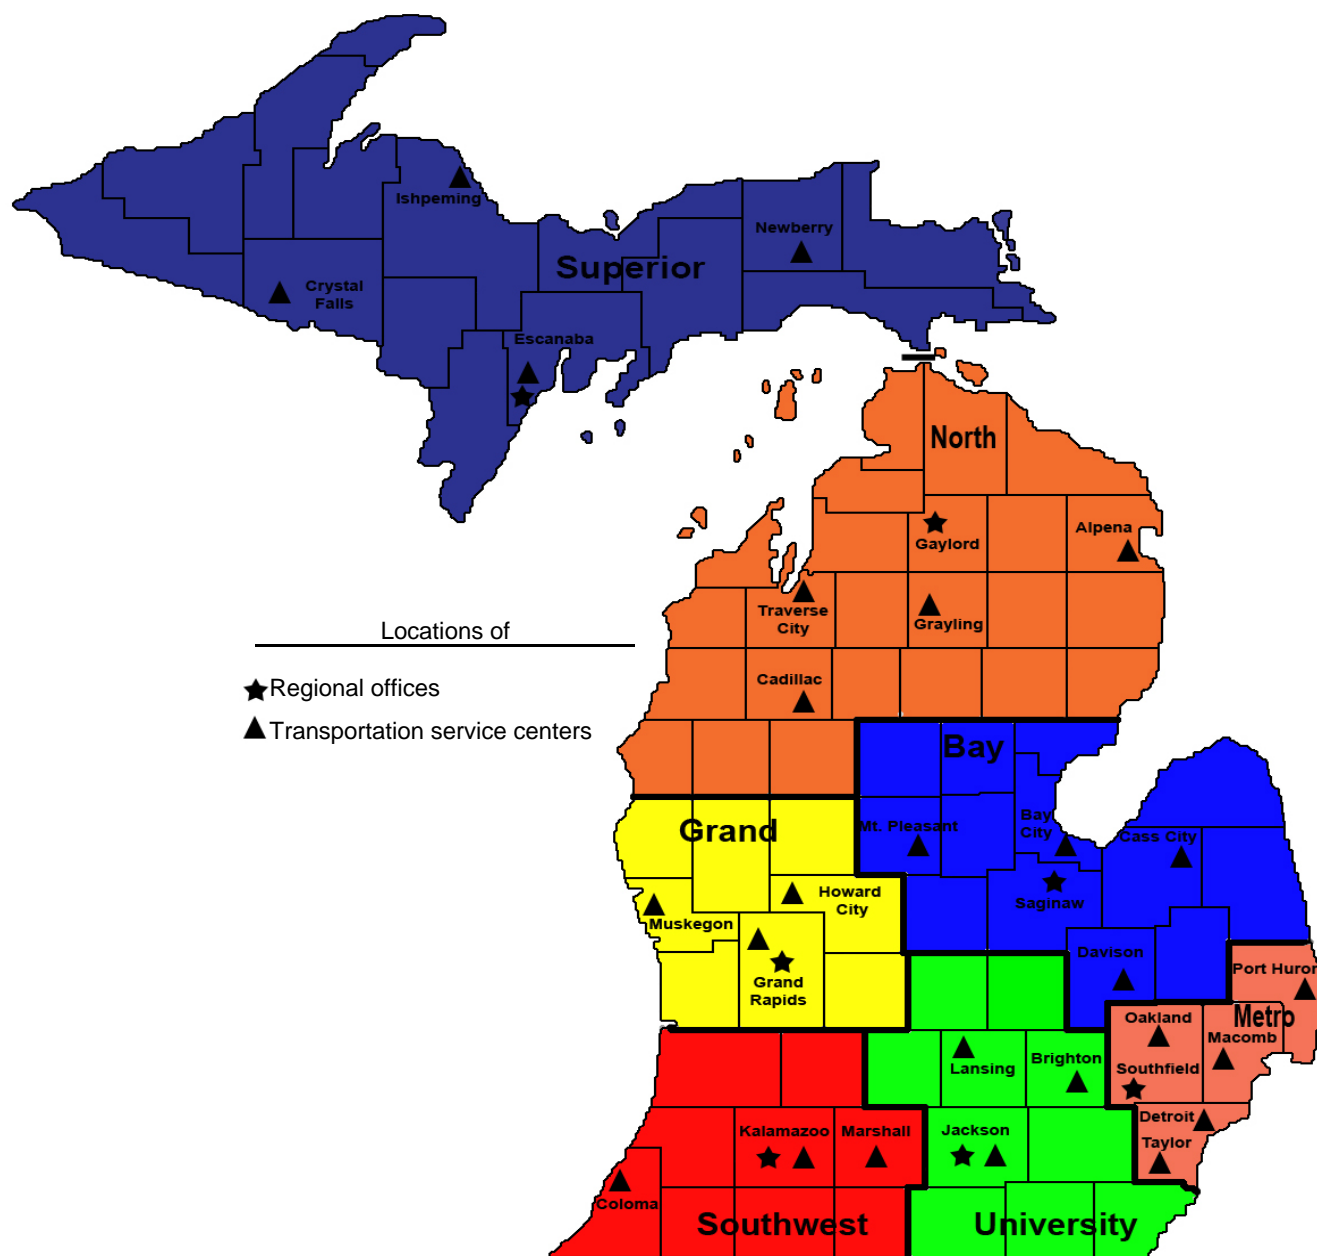 Ishpeming
Newberry
Superior
Crystal
Falls
Escanaba
North
Gaylord
Alpena
Traverse
City
Grayling
Locations of
Regional offices
Transportation service centers
Cadillac
Bay
Grand
Mt. Pleasant
Bay
City
Cass City
Howard
City
Muskegon
Saginaw
Davison
Grand
Rapids
Port Huron
Metro
Oakland
Macomb
Lansing
Brighton
Southfield
Kalamazoo
Marshall
Jackson
Detroit
Taylor
Coloma
Southwest
University